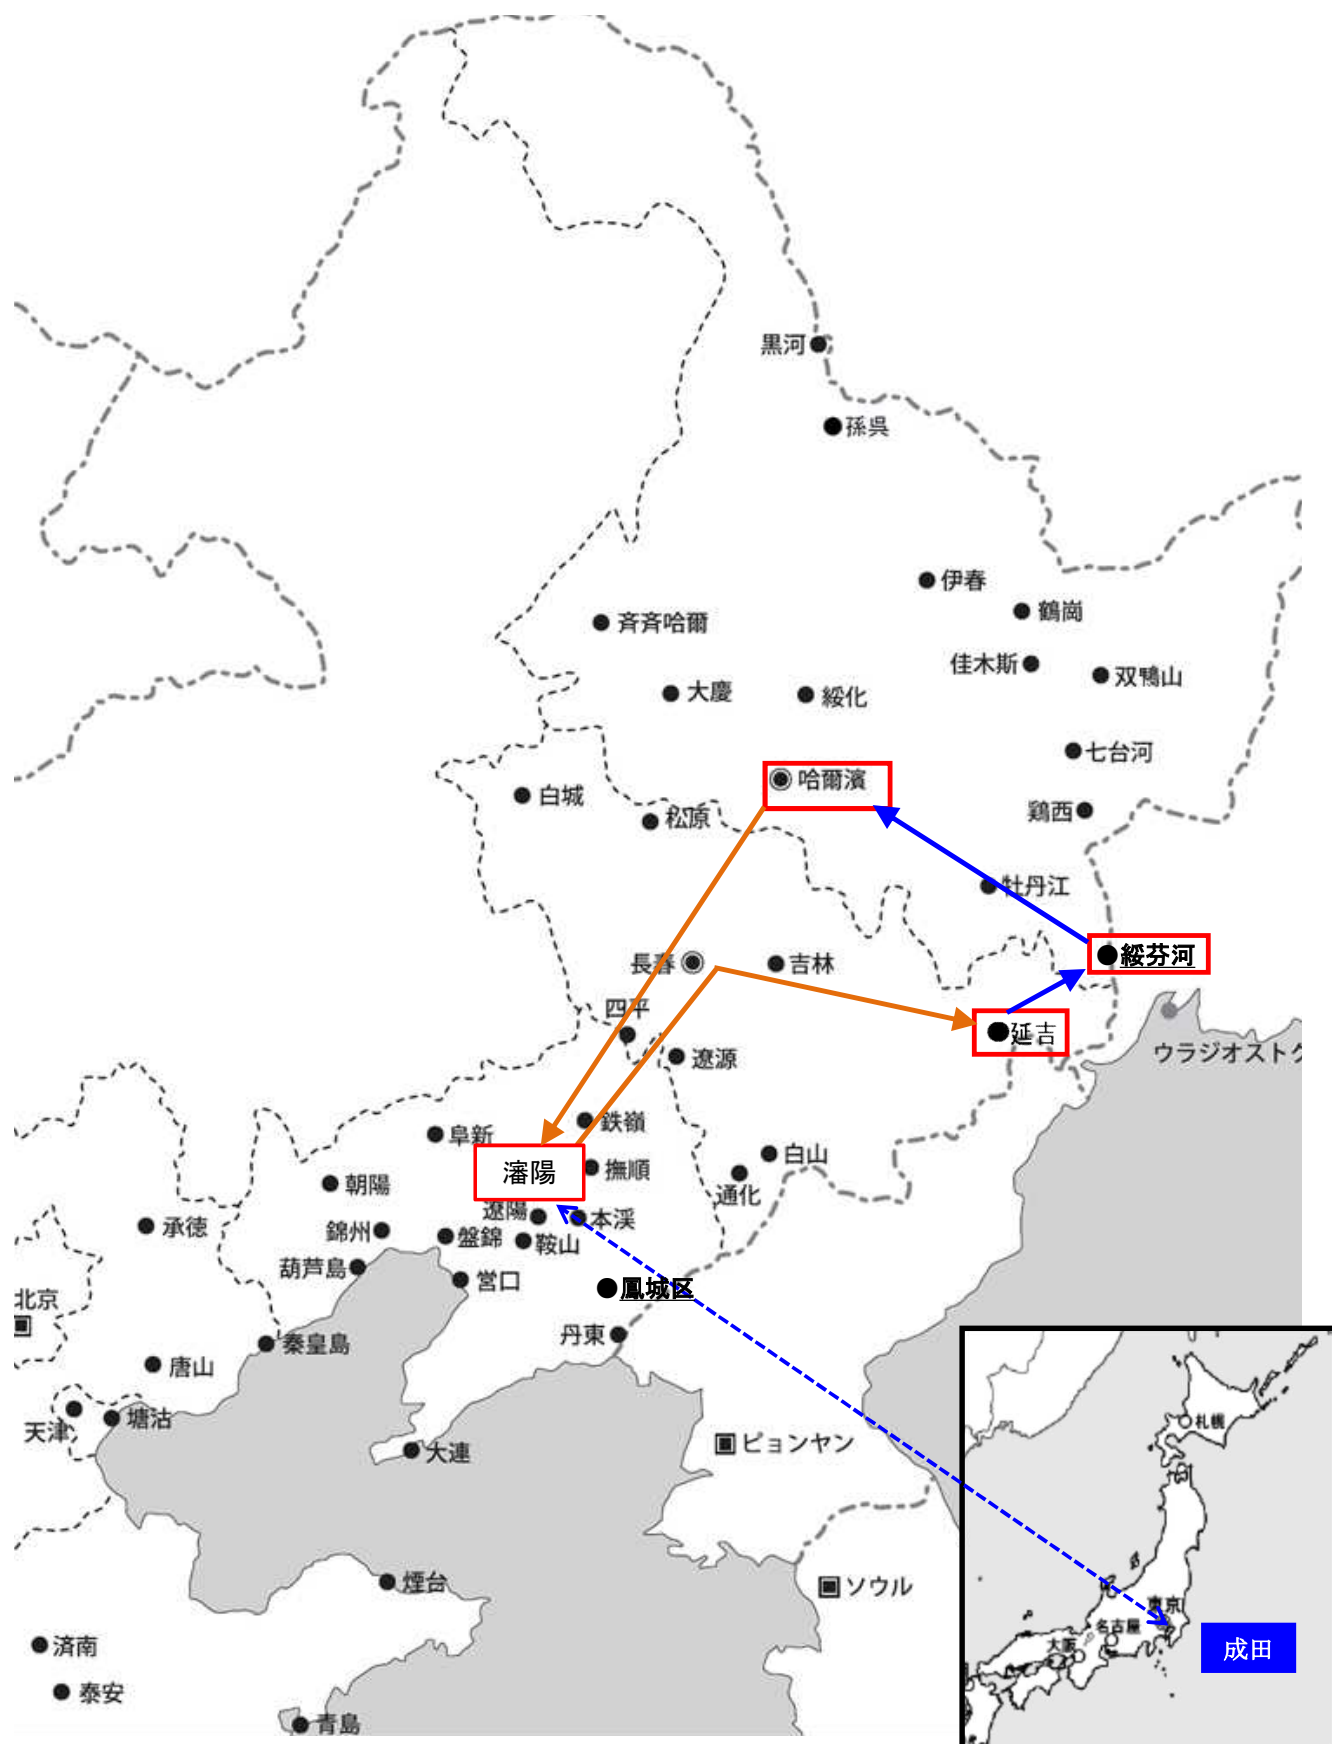 黒河
孫呉
伊春
鶴崗
斉斉哈爾
佳木斯
双鴨山
大慶
綏化
七台河
哈爾濱
白城
松原
鶏西
牡丹江
綏芬河
長春
吉林
四平
延吉
遼源
ウラジオストク
鉄嶺
阜新
白山
瀋陽
撫順
朝陽
通化
遼陽
本渓
承徳
錦州
盤錦
鞍山
葫芦島
営口
鳳城区
北京
丹東
秦皇島
唐山
塘沽
天津
札幌
ピョンヤン
大連
煙台
ソウル
東京
名古屋
大阪
成田
済南
泰安
青島